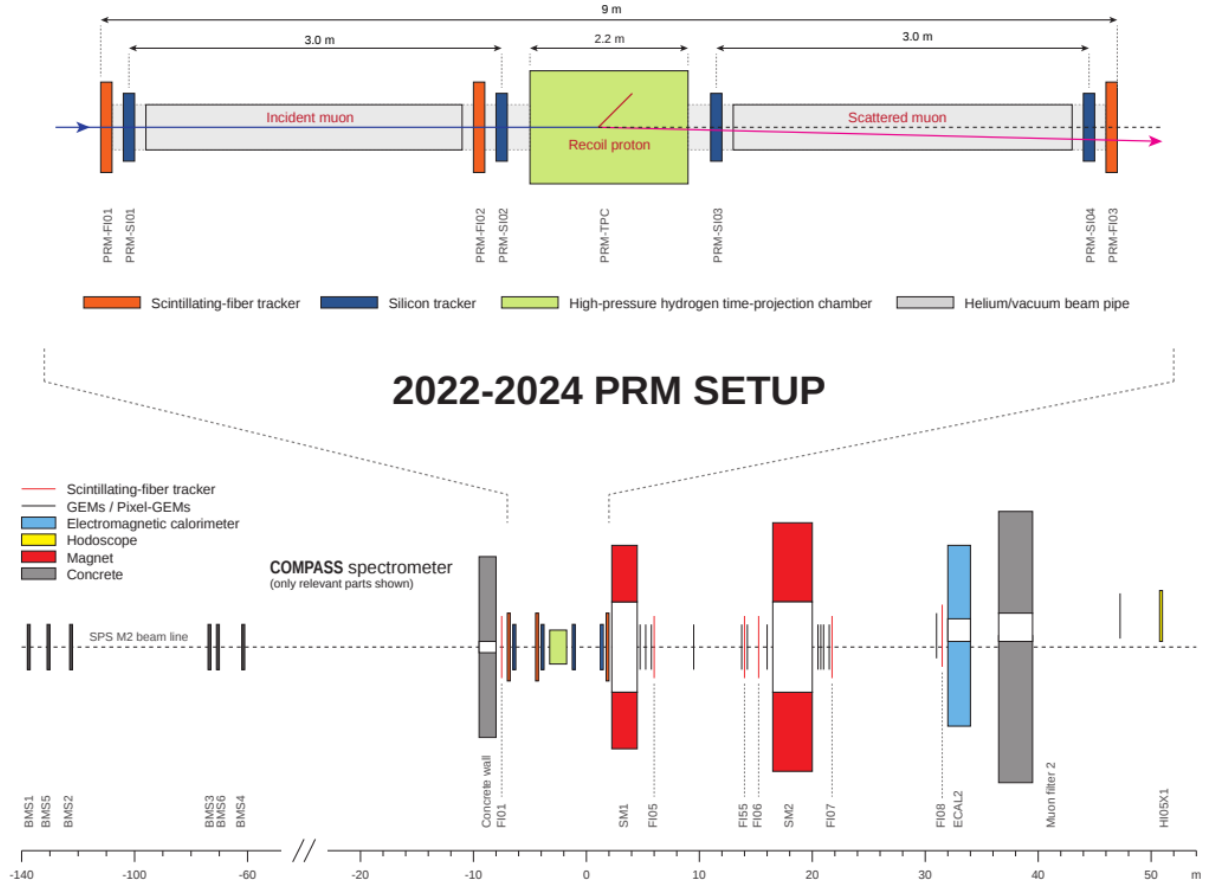 9 m
3.0 m
2.2 m
3.0 m
Incident muon
Scattered muon
Recoil proton
PRM-FI01
PRM-SI01
PRM-FI02
PRM-SI02
PRM-TPC
PRM-SI03
PRM-SI04
PRM-FI03
Scintillating-fiber tracker
Silicon tracker
High-pressure hydrogen time-projection chamber
Helium/vacuum beam pipe
2022-2024 PRM SETUP
Scintillating-fiber tracker
GEMs / Pixel-GEMs
Electromagnetic calorimeter
Hodoscope
Magnet
Concrete
COMPASS spectrometer
(only relevant parts shown)
SPS M2 beam line
BMS1
BMS5
BMS2
BMS3
BMS6
BMS4
Concrete wall
FI01
SM1
FI05
FI55
FI06
SM2
FI07
FI08
ECAL2
Muon filter 2
HI05X1
-140 -100 -60 -20 -10 0 10 20 30 40 50 m